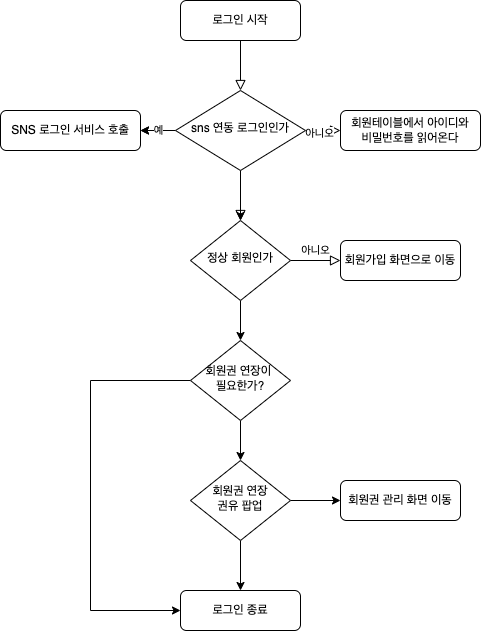 로그인 시작
SNS 로그인 서비스 호출
예
sns 연동 로그인인가
아니오
회원테이블에서 아이디와
비밀번호를 읽어온다
정상 회원인가
아니오
회원가입 화면으로 이동
회원권 연장이
필요한가?
회원권 연장
권유 팝업
회원권 관리 화면 이동
로그인 종료